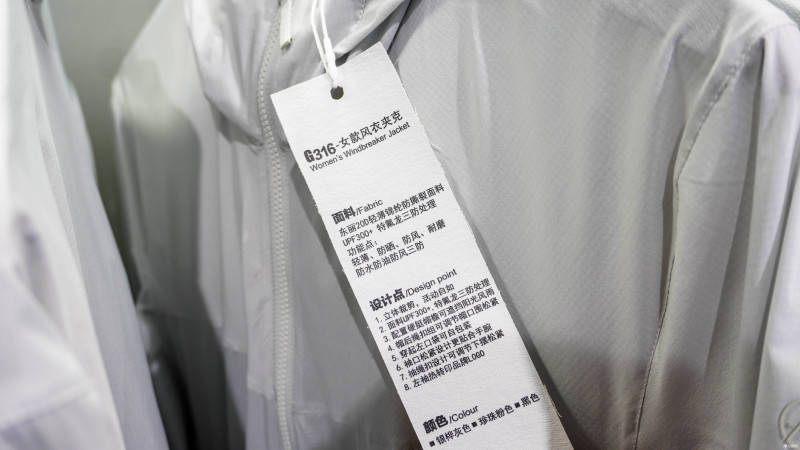 G316-女款风衣夹克
Women's Windbreaker Jacket
面料/Fabric
东丽20D轻薄锦纶防撕裂面料
UPF300+ 特氟龙三防处理
功能点：
轻薄、防晒、防风、耐磨
防水防油防风三防
设计点/Design point
1. 立体裁剪，活动自如
2. 面料UPF300+, 特氟龙三防处理
3. 配置硬挺帽檐可遮挡阳光风雨
4. 帽后绳扣组可调节帽口围松紧
5. 穿起左口袋可自包装
6. 袖口松紧设计更贴合手腕
7. 抽绳扣设计可调节下摆松紧
8. 左袖热转印品牌LOGO
颜色/Colour
■ 银桦灰色 ■ 珍珠粉色 ■ 黑色